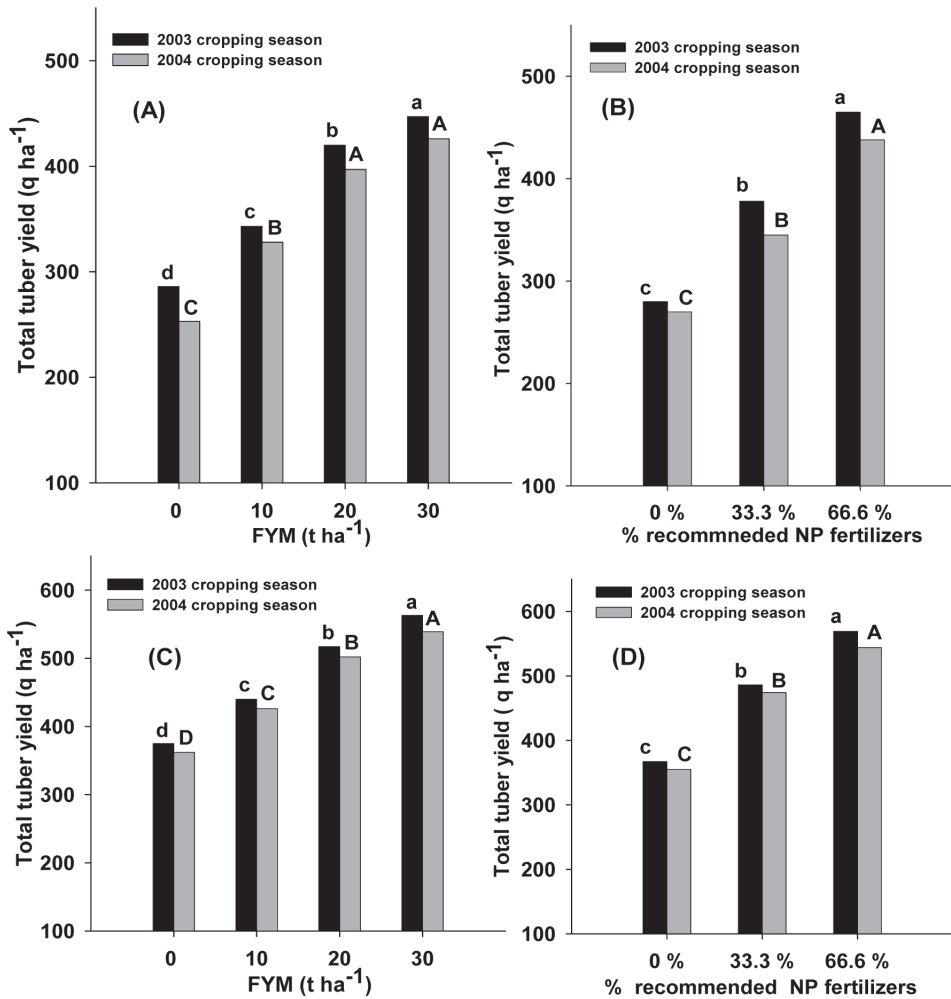 2003 cropping season
2004 cropping season
(A)
Total tuber yield (q ha-1)
500
400
300
200
100
d
C
c
B
b
A
a
A
0
10
20
30
FYM (t ha-1)
2003 cropping season
2004 cropping season
(B)
Total tuber yield (q ha-1)
500
400
300
200
100
c
C
b
B
a
A
0 %
33.3 %
66.6 %
% recommneded NP fertilizers
2003 cropping season
2004 cropping season
(C)
Total tuber yield (q ha-1)
600
500
400
300
200
100
d
D
c
C
b
B
a
A
0
10
20
30
FYM (t ha-1)
2003 cropping season
2004 cropping season
(D)
Total tuber yield ( q ha-1)
600
500
400
300
200
100
c
C
b
B
a
A
0 %
33.3 %
66.6 %
% recommended NP fertilizers